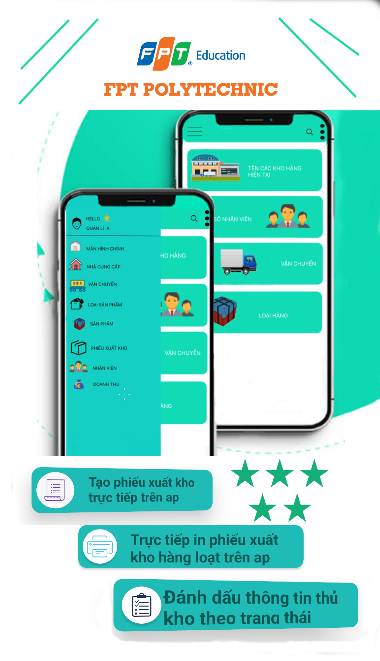 FPT Education
FPT POLYTECHNIC
TÊN CÁC KHO HÀNG
HIỆN TẠI
SỐ NHÂN VIÊN
VẬN CHUYỂN
LOẠI HÀNG
HELLO
QUẢN LÍ A
MÀN HÌNH CHÍNH
NHÀ CUNG CẤP
VẬN CHUYỂN
LOẠI SẢN PHẨM
SẢN PHẨM
PHIẾU XUẤT KHO
NHÂN VIÊN
DOANH THU
HO HÀNG
VẬN CHUYỂN
ÀNG
Tạo phiếu xuất kho
trực tiếp trên ap
Trực tiếp in phiếu xuất
kho hàng loạt trên ap
Đánh dấu thông tin thủ
kho theo trạng thái